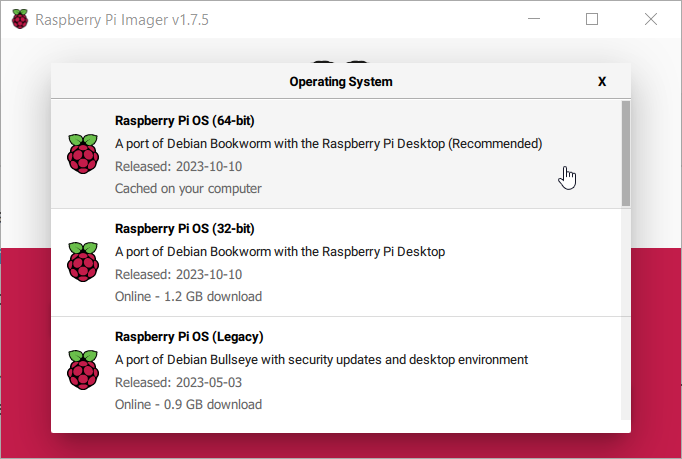 Raspberry Pi Imager v1.7.5
Operating System
X
Raspberry Pi OS (64-bit)
A port of Debian Bookworm with the Raspberry Pi Desktop (Recommended)
Released: 2023-10-10
Cached on your computer
Raspberry Pi OS (32-bit)
A port of Debian Bookworm with the Raspberry Pi Desktop
Released: 2023-10-10
Online - 1.2 GB download
Raspberry Pi OS (Legacy)
A port of Debian Bullseye with security updates and desktop environment
Released: 2023-05-03
Online - 0.9 GB download